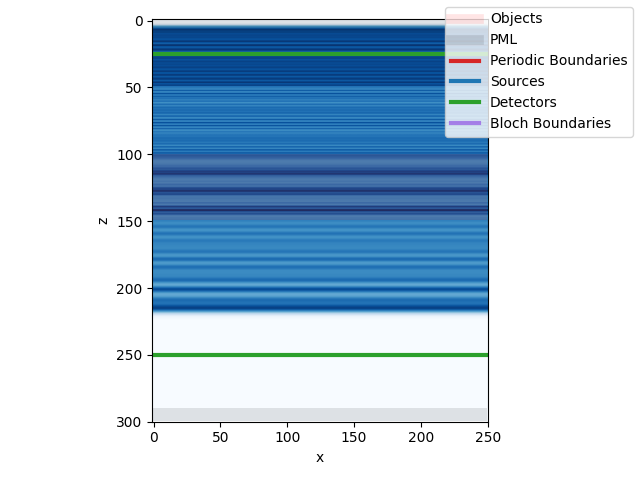 0
50
100
150
200
250
300
z
0
50
100
150
200
250
x
Objects
PML
Periodic Boundaries
Sources
Detectors
Bloch Boundaries